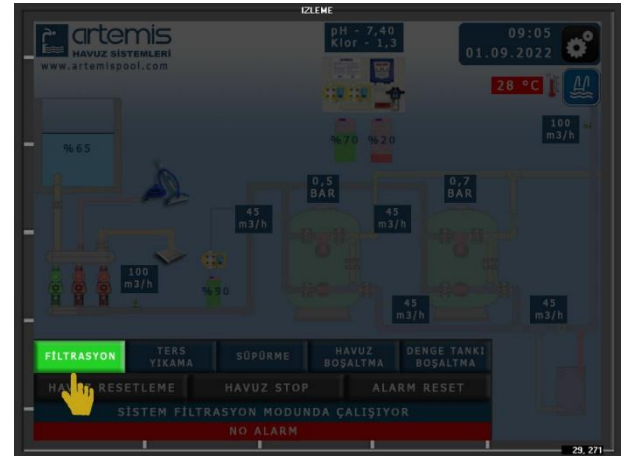 IZLEME
artemis
HAVUZ SİSTEMLERİ
www.artemispool.com
pH - 7,40
Klor - 1,3
09:05
01.09.2022
28 °C
100
m3/h
%65
%70
%20
0,5
BAR
0,7
BAR
45
m3/h
45
m3/h
100
m3/h
%90
45
m3/h
45
m3/h
FİLTRASYON
TERS
YIKAMA
SÜPÜRME
HAVUZ
BOŞALTMA
DENGE TANKI
BOŞALTMA
HAVUZ RESETLEME
HAVUZ STOP
ALARM RESET
SİSTEM FİLTRASYON MODUNDA ÇALIŞIYOR
NO ALARM
29, 271